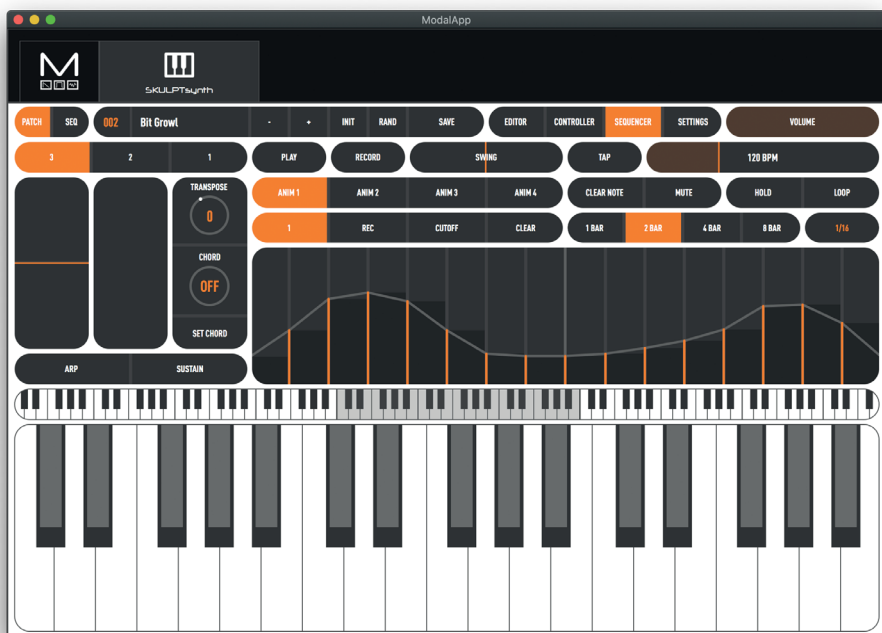 ModalApp
SKULPTsynth
PATCH SEQ 002 Bit Growl - + INIT RAND SAVE EDITOR CONTROLLER SEQUENCER SETTINGS VOLUME
3 2 1 PLAY RECORD SWING TAP 120 BPM
TRANSPOSE ANIM 1 ANIM 2 ANIM 3 ANIM 4 CLEAR NOTE MUTE HOLD LOOP
0 1 REC CUTOFF CLEAR 1 BAR 2 BAR 4 BAR 8 BAR 1/16
CHORD
OFF
SET CHORD
ARP SUSTAIN